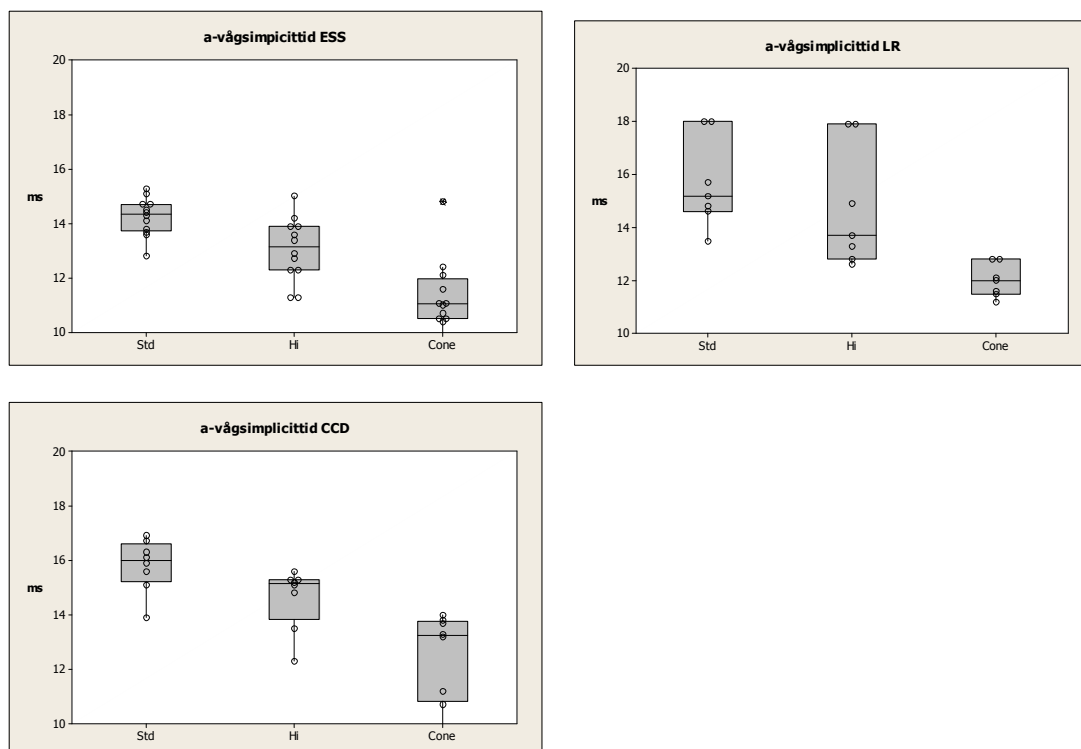 a-vågsimpicittid ESS
20
18
16
ms
14
12
10
Std Hi Cone
a-vågsimplicittid LR
20
18
16
ms
14
12
10
Std Hi Cone
a-vågsimplicittid CCD
20
18
16
ms
14
12
10
Std Hi Cone